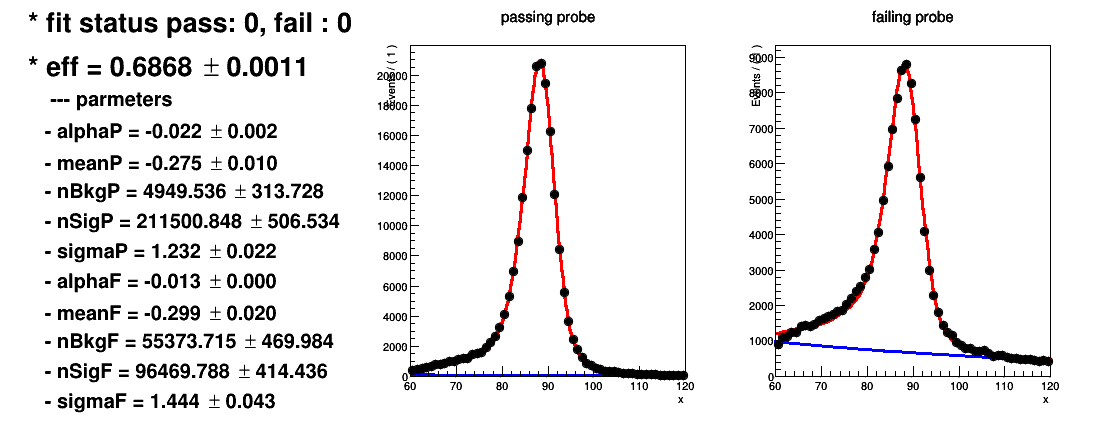 * fit status pass: 0, fail : 0
* eff = 0.6868 ± 0.0011
--- parmeters
- alphaP = -0.022 ± 0.002
- meanP = -0.275 ± 0.010
- nBkgP = 4949.536 ± 313.728
- nSigP = 211500.848 ± 506.534
- sigmaP = 1.232 ± 0.022
- alphaF = -0.013 ± 0.000
- meanF = -0.299 ± 0.020
- nBkgF = 55373.715 ± 469.984
- nSigF = 96469.788 ± 414.436
- sigmaF = 1.444 ± 0.043
passing probe
Events / ( 1 )
20000
18000
16000
14000
12000
10000
8000
6000
4000
2000
0
60 70 80 90 100 110 120
x
failing probe
Events / ( 1 )
9000
8000
7000
6000
5000
4000
3000
2000
1000
0
60 70 80 90 100 110 120
x